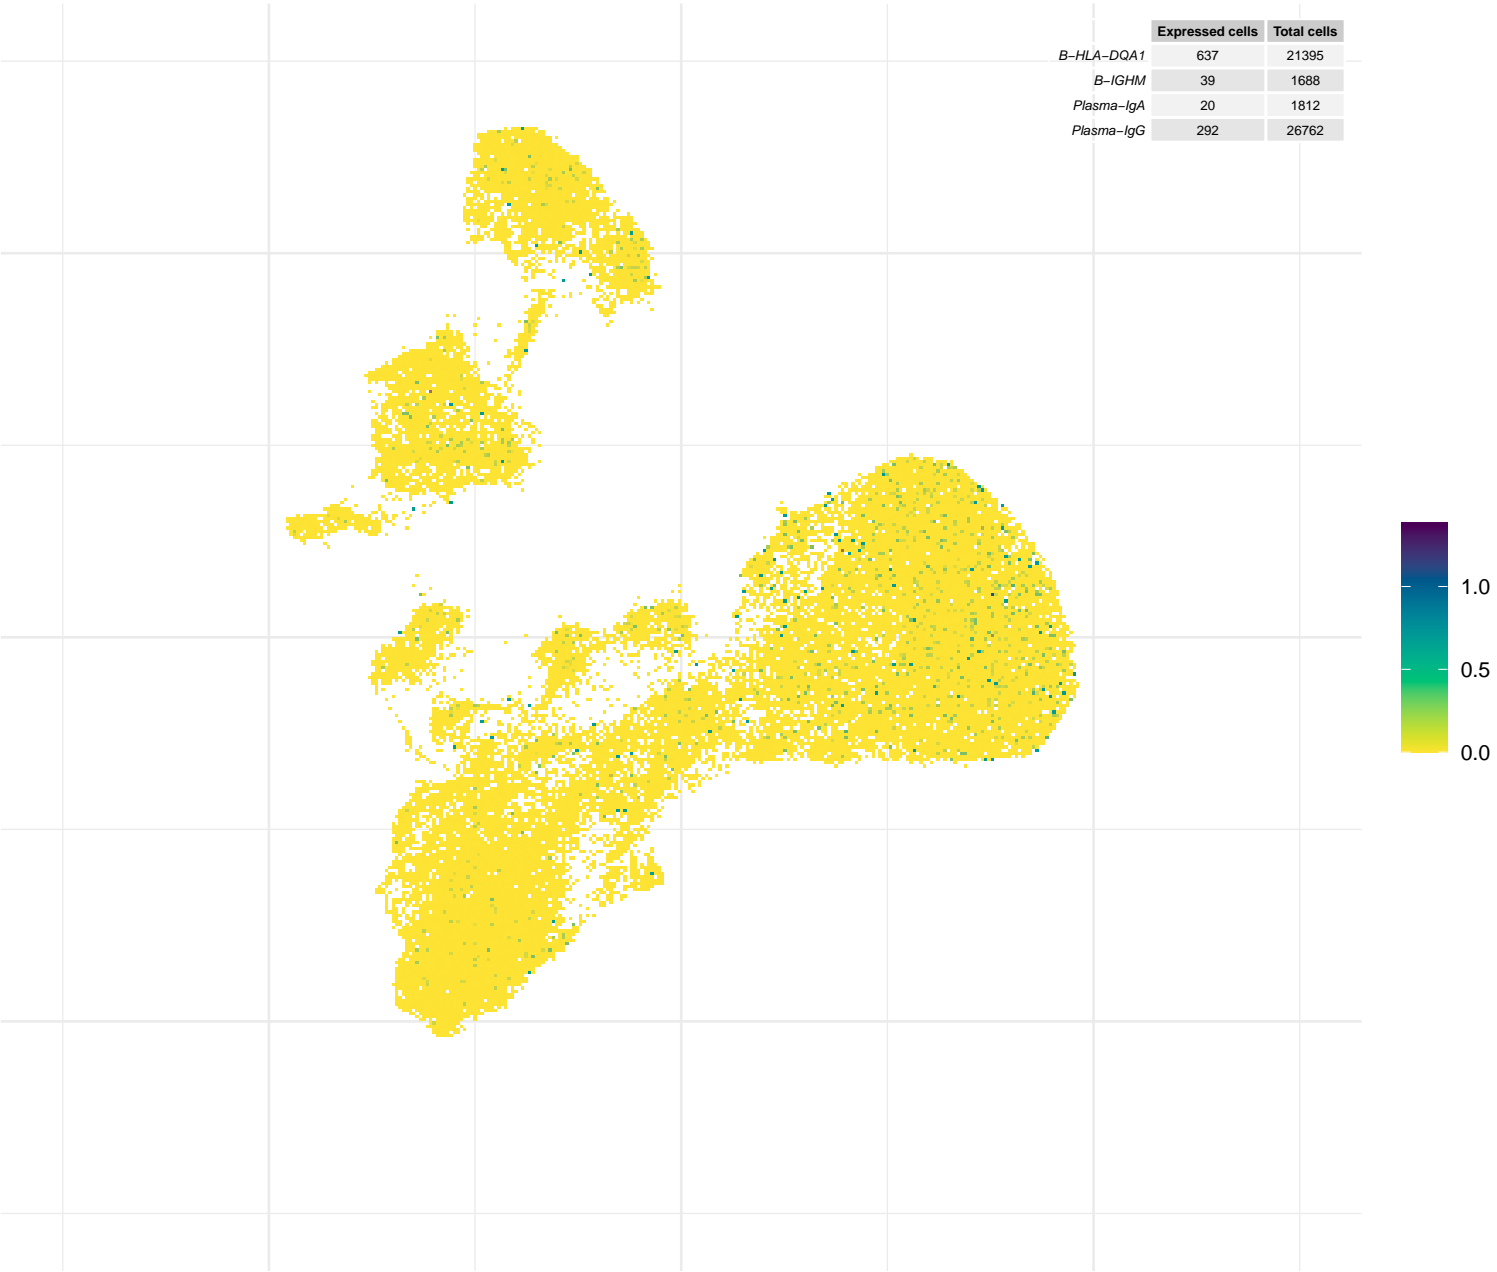 Expressed cells Total cells
B−HLA−DQA1 637 21395
B−IGHM 39 1688
Plasma−IgA 20 1812
Plasma−IgG 292 26762
1.0
0.5
0.0